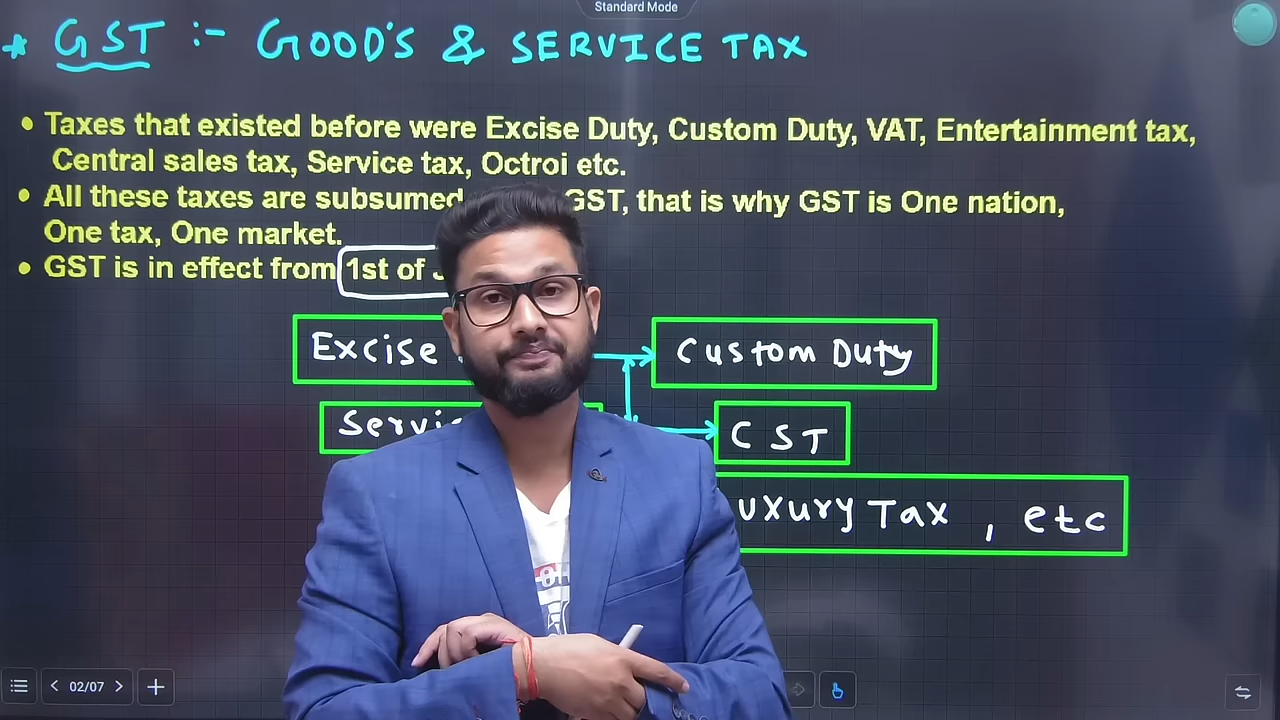 Standard Mode
* GST :- GOOD'S & SERVICE TAX
• Taxes that existed before were Excise Duty, Custom Duty, VAT, Entertainment tax,
Central sales tax, Service tax, Octroi etc.
• All these taxes are subsumed GST, that is why GST is One nation,
One tax, One market.
• GST is in effect from 1st of
Excise Custom Duty
CST
Tax, etc
02/07